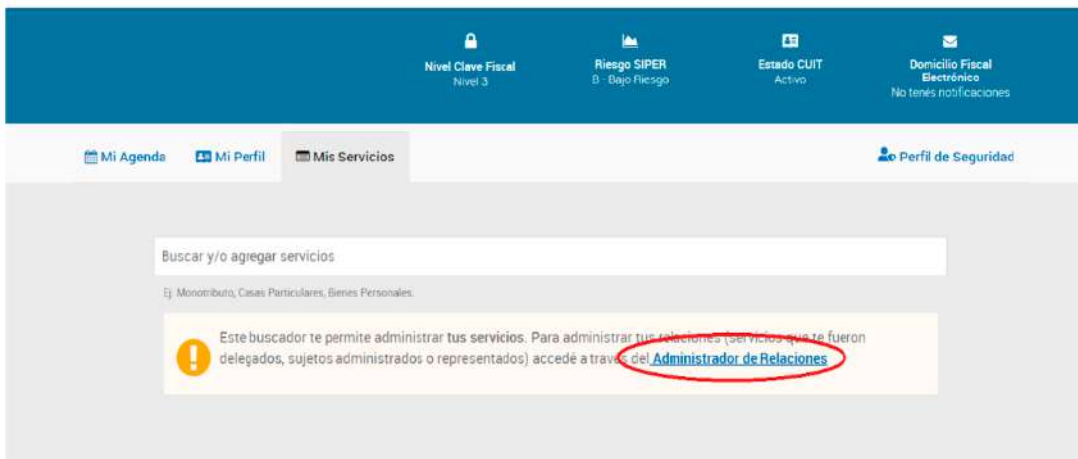 Nivel Clave Fiscal
Nivel 3
Riesgo SIPER
B - Bajo Riesgo
Estado CUIT
Activo
Domicilio Fiscal
Electrónico
No tenés notificaciones
Mi Agenda
Mi Perfil
Mis Servicios
Perfil de Seguridad
Buscar y/o agregar servicios
Ej: Monotributo, Casas Particulares, Bienes Personales.
Este buscador te permite administrar tus servicios. Para administrar tus relaciones (servicios que te fueron
delegados, sujetos administrados o representados) accedé a través del Administrador de Relaciones